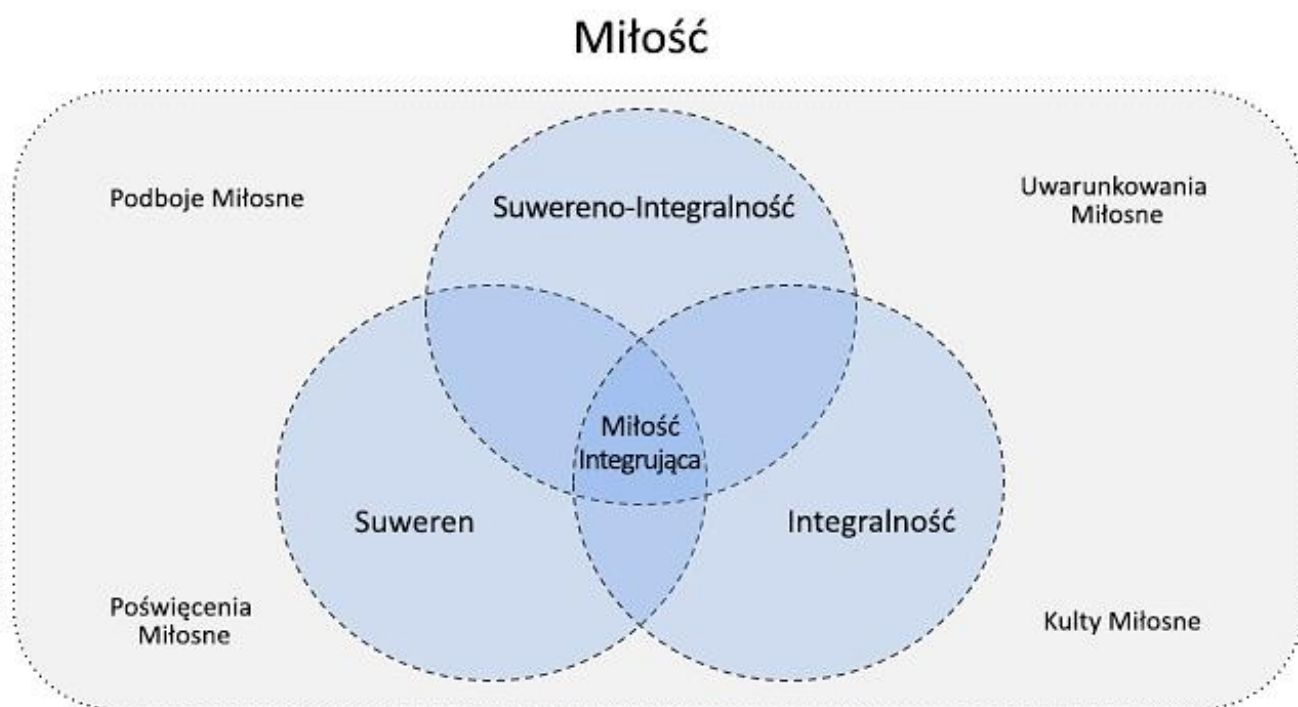 Miłość
Podboje Miłosne
Uwarunkowania
Miłosne
Suwereno-Integralność
Miłość
Integrująca
Suweren
Integralność
Poświęcenia
Miłosne
Kulty Miłosne